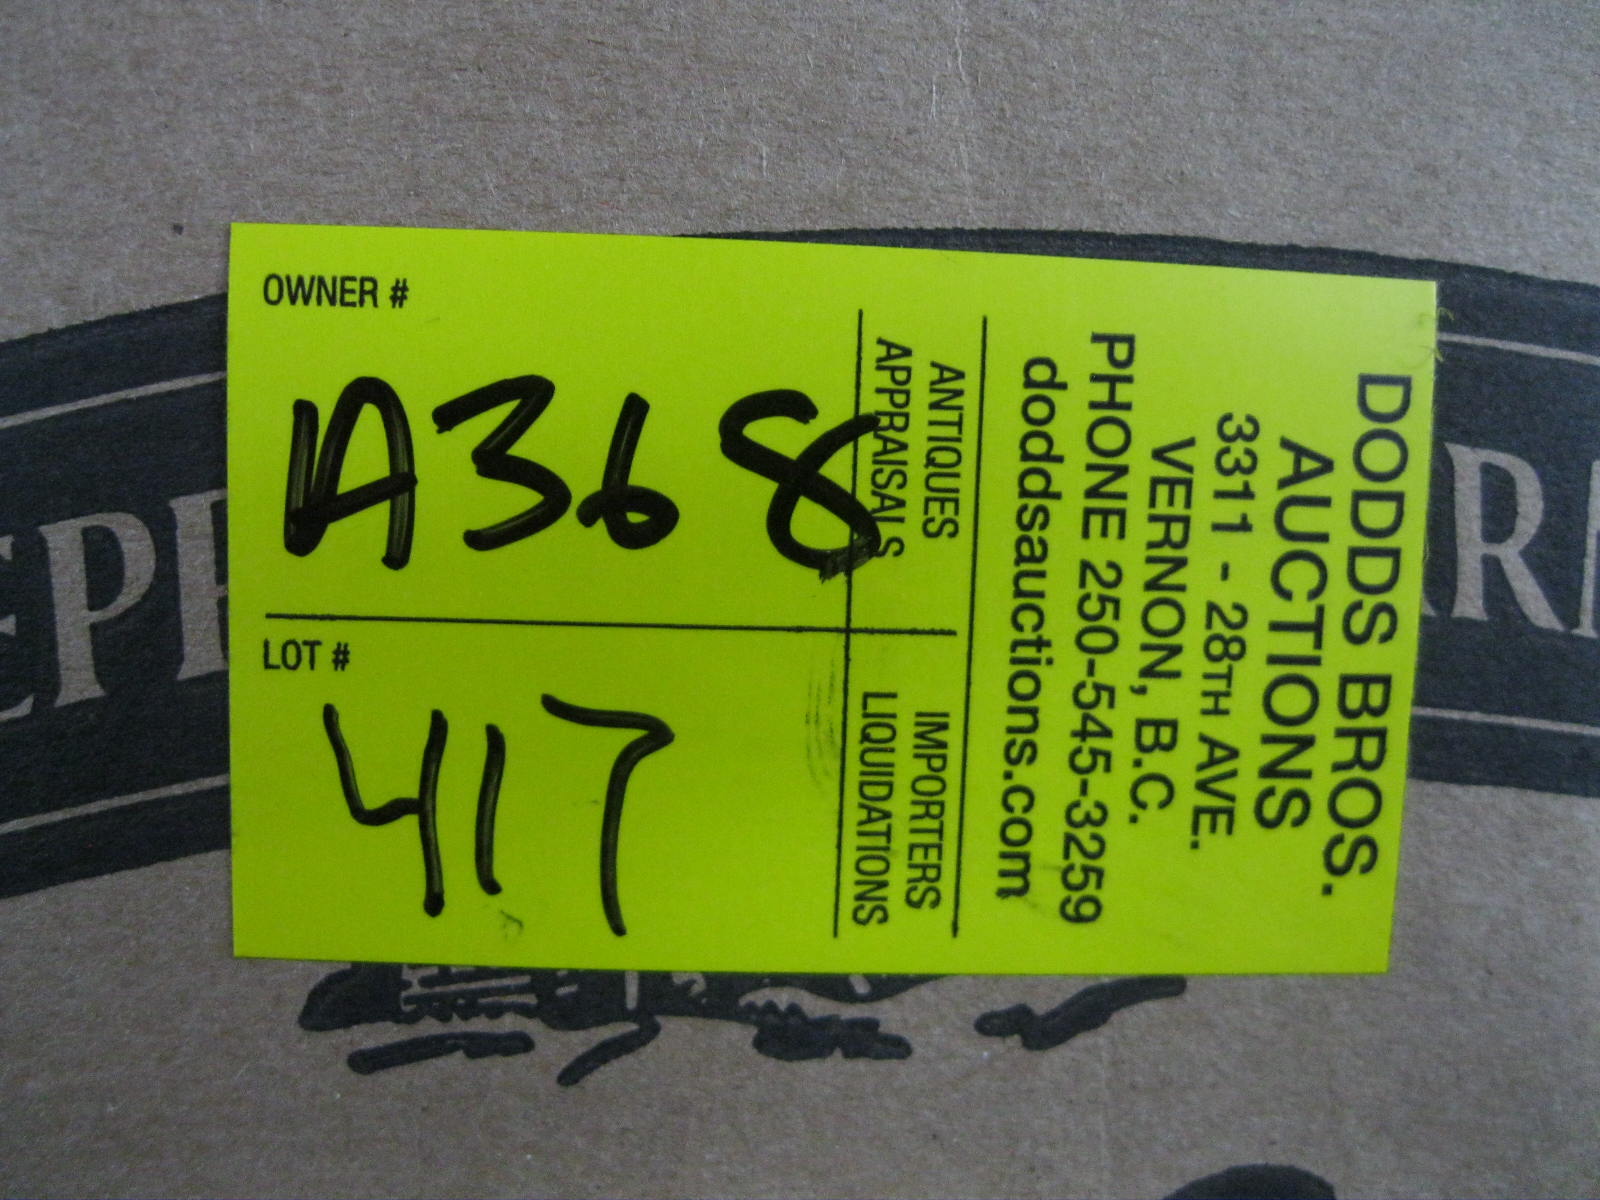 OWNER #
A368
LOT #
417
ANTIQUES
APPRAISALS
IMPORTERS
LIQUIDATIONS
DODDS BROS.
AUCTIONS
3311 - 28TH AVE.
VERNON, B.C.
PHONE 250-545-3259
doddsauctions.com